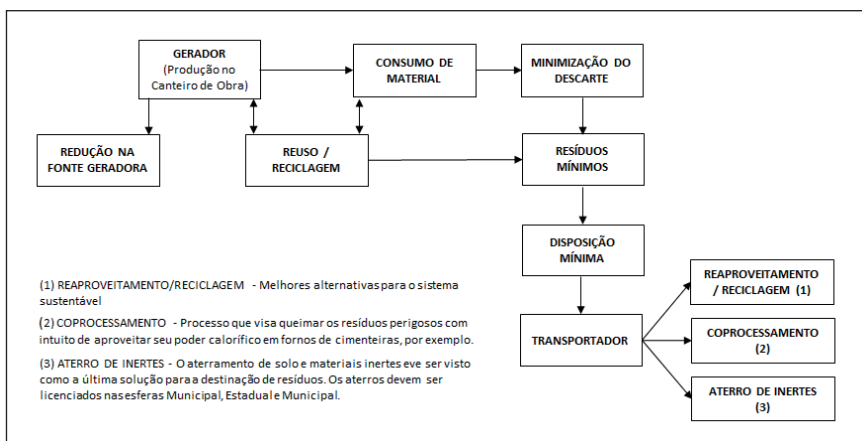 GERADOR
(Produção no
Canteiro de Obra)
CONSUMO DE
MATERIAL
MINIMIZAÇÃO DO
DESCARTE
REDUÇÃO NA
FONTE GERADORA
REUSO /
RECICLAGEM
RESÍDUOS
MÍNIMOS
DISPOSIÇÃO
MÍNIMA
TRANSPORTADOR
REAPROVEITAMENTO
/ RECICLAGEM (1)
COPROCESSAMENTO
(2)
ATERRO DE INERTES
(3)
(1) REAPROVEITAMENTO/RECICLAGEM - Melhores alternativas para o sistema
sustentável
(2) COPROCESSAMENTO - Processo que visa queimar os resíduos perigosos com
intuito de aproveitar seu poder calorífico em fornos de cimenteiras, por exemplo.
(3) ATERRO DE INERTES - O aterramento de solo e materiais inertes eve ser visto
como a última solução para a destinação de resíduos. Os aterros devem ser
licenciados nas esferas Municipal, Estadual e Municipal.